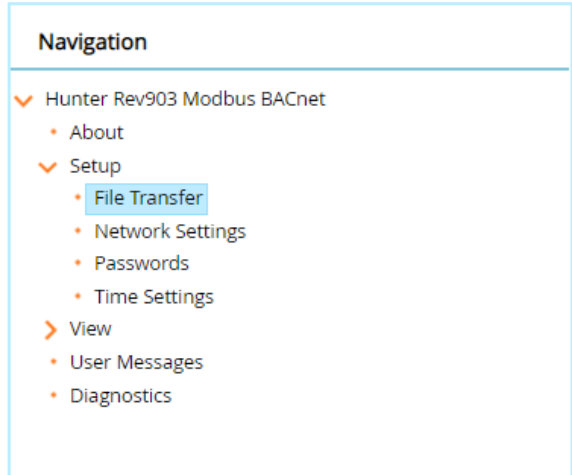 Navigation
Hunter Rev903 Modbus BACnet
About
Setup
File Transfer
Network Settings
Passwords
Time Settings
View
User Messages
Diagnostics